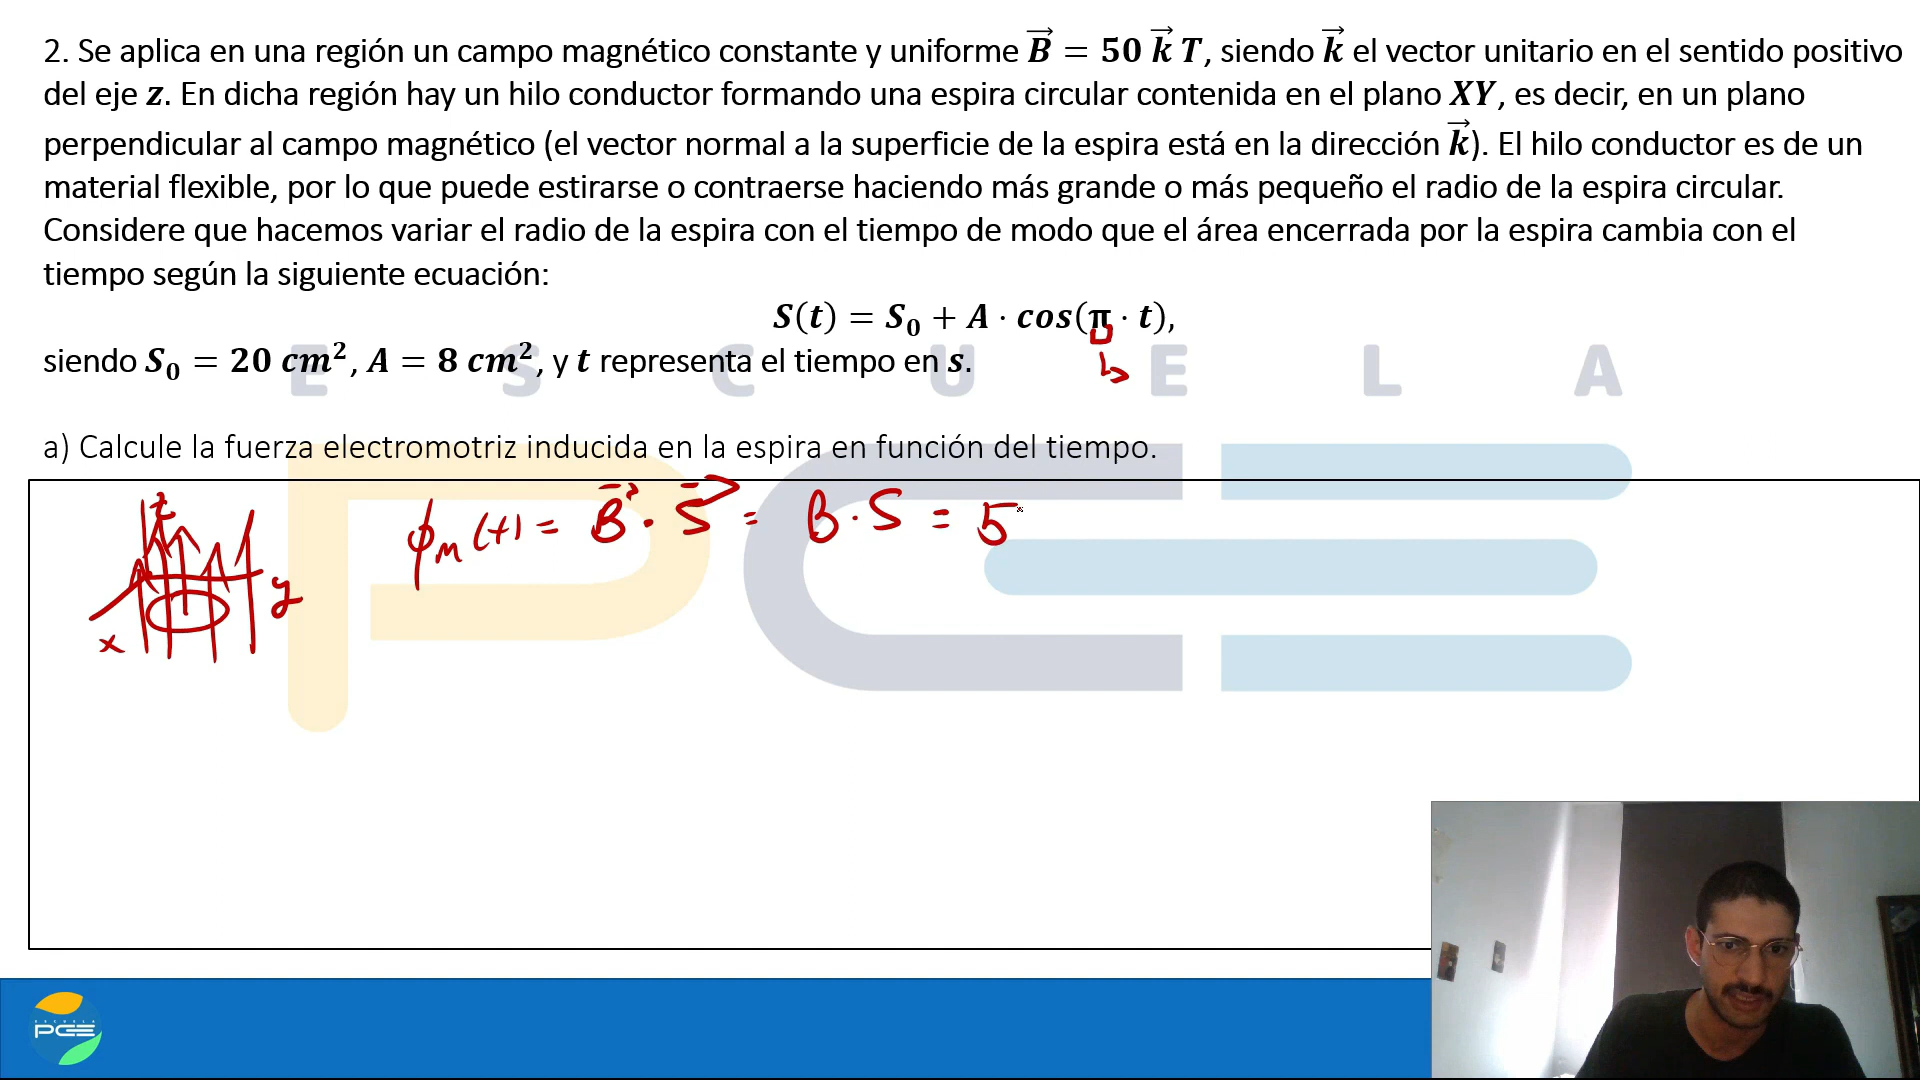 2. Se aplica en una región un campo magnético constante y uniforme B⃗ = 50 k⃗ T, siendo k⃗ el vector unitario en el sentido positivo
del eje z. En dicha región hay un hilo conductor formando una espira circular contenida en el plano XY, es decir, en un plano
perpendicular al campo magnético (el vector normal a la superficie de la espira está en la dirección k⃗). El hilo conductor es de un
material flexible, por lo que puede estirarse o contraerse haciendo más grande o más pequeño el radio de la espira circular.
Considere que hacemos variar el radio de la espira con el tiempo de modo que el área encerrada por la espira cambia con el
tiempo según la siguiente ecuación:
S(t) = S₀ + A · cos(π · t),
siendo S₀ = 20 cm², A = 8 cm², y t representa el tiempo en s.
E S C U E L A
a) Calcule la fuerza electromotriz inducida en la espira en función del tiempo.
z
ϕₘ(t) = B⃗ · S⃗ = B · S = 5
y
x
PCE
ESCUELA
PCE